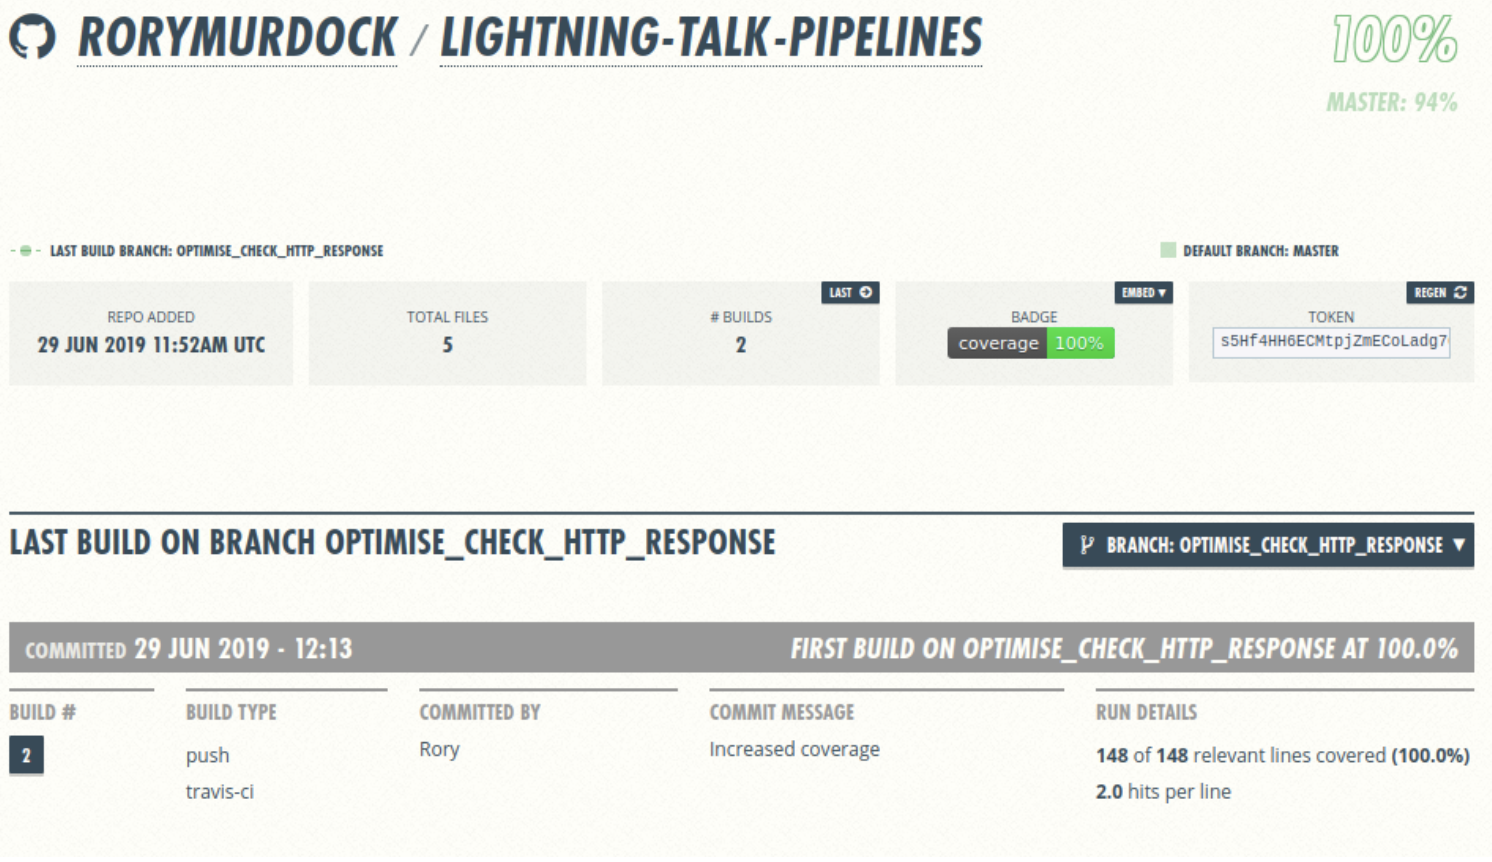 RORYMURDOCK / LIGHTNING-TALK-PIPELINES
100%
MASTER: 94%
LAST BUILD BRANCH: OPTIMISE_CHECK_HTTP_RESPONSE
DEFAULT BRANCH: MASTER
REPO ADDED
29 JUN 2019 11:52AM UTC
TOTAL FILES
5
LAST
# BUILDS
2
EMBED ▼
BADGE
coverage 100%
REGEN
TOKEN
s5Hf4HH6ECMtpjZmECoLadg7
LAST BUILD ON BRANCH OPTIMISE_CHECK_HTTP_RESPONSE
BRANCH: OPTIMISE_CHECK_HTTP_RESPONSE ▼
COMMITTED 29 JUN 2019 - 12:13
FIRST BUILD ON OPTIMISE_CHECK_HTTP_RESPONSE AT 100.0%
BUILD #
2
BUILD TYPE
push
travis-ci
COMMITTED BY
Rory
COMMIT MESSAGE
Increased coverage
RUN DETAILS
148 of 148 relevant lines covered (100.0%)
2.0 hits per line